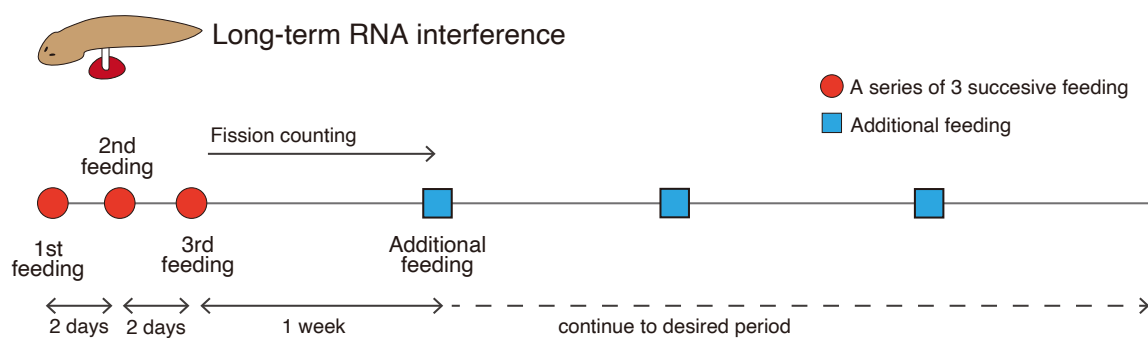 Long-term RNA interference
A series of 3 succesive feeding
Additional feeding
Fission counting
2nd
feeding
1st
feeding
3rd
feeding
Additional
feeding
2 days
2 days
1 week
continue to desired period